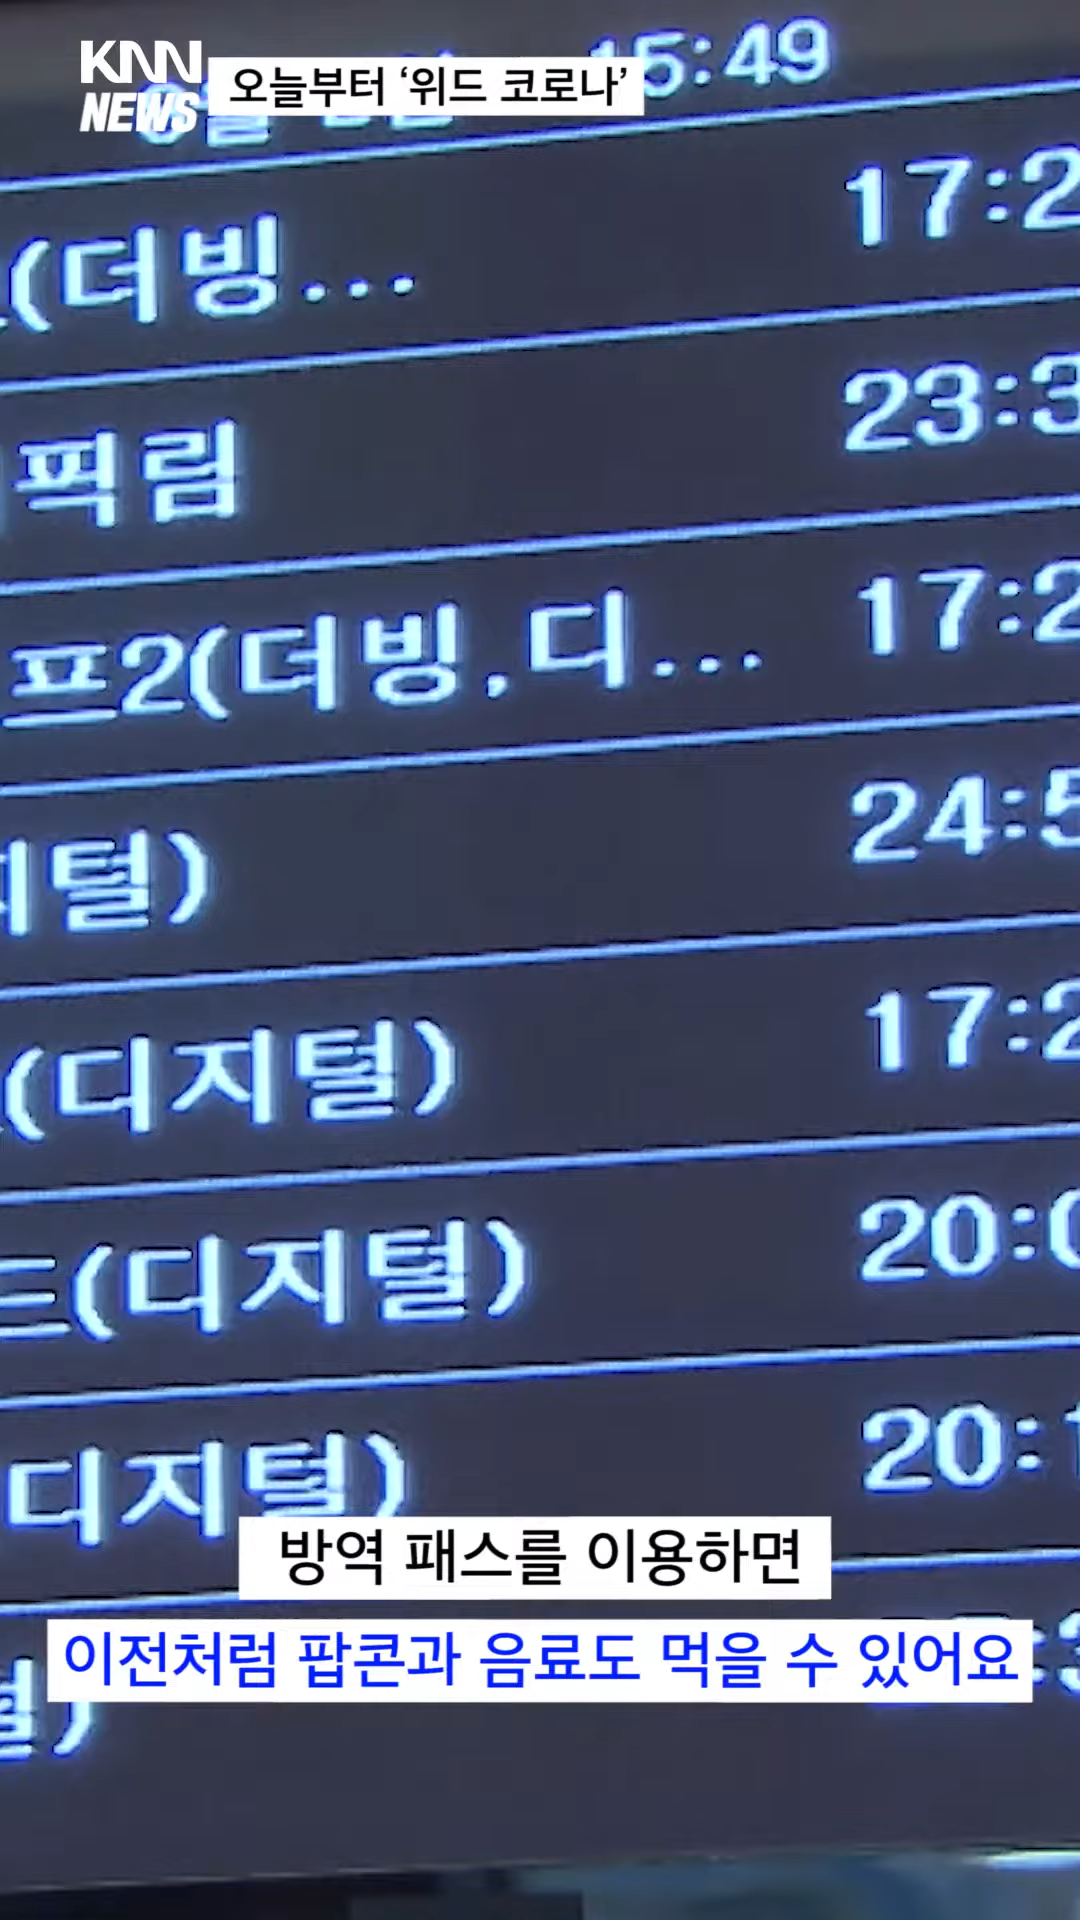 KNN
NEWS
오늘부터 ‘위드 코로나’
15:49
(더빙...
17:2
픽림
23:3
프2(더빙,디...
17:2
지털)
24:5
(디지털)
17:2
드(디지털)
20:0
디지털)
20:1
방역 패스를 이용하면
이전처럼 팝콘과 음료도 먹을 수 있어요
털)